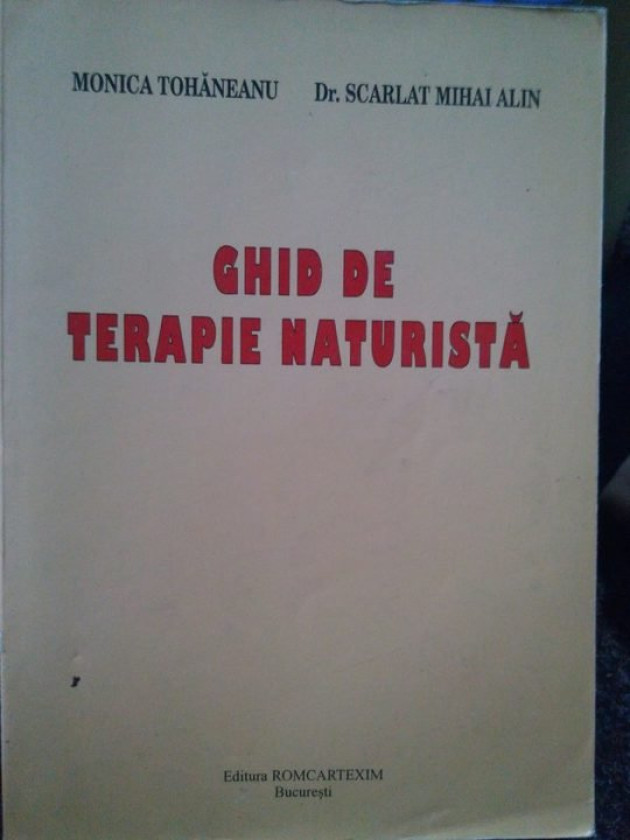 MONICA TOHĂNEANU Dr. SCARLAT MIHAI ALIN
GHID DE
TERAPIE NATURISTĂ
Editura ROMCARTEXIM
București